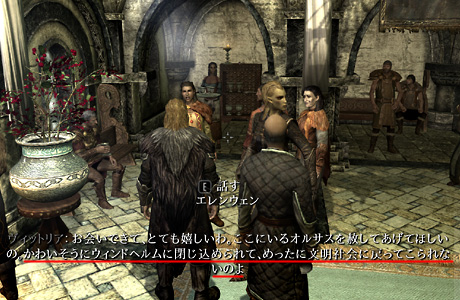 E 話す
エレンウェン
ヴィットリア: お会いできて、とても嬉しいわ。ここにいるオルサスを赦してあげてほしい
の。かわいそうにウィンドヘルムに閉じ込められて、めったに文明社会に戻ってこられな
いのよ